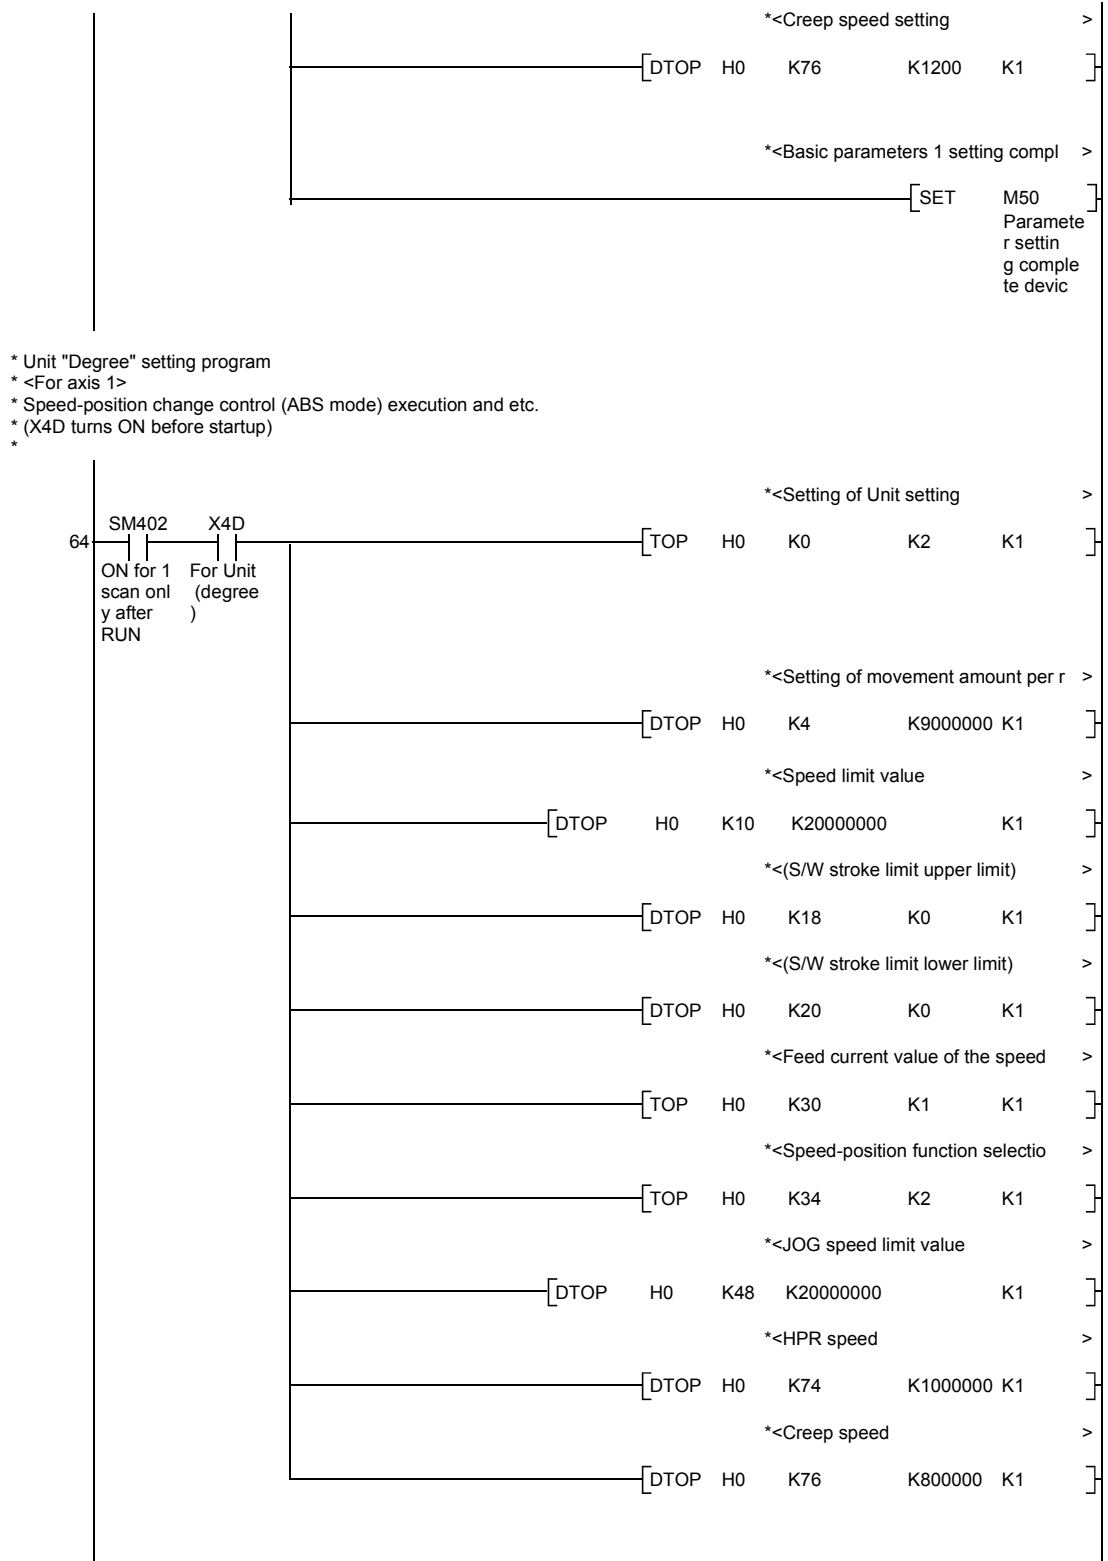 *<Creep speed setting >
DTOP H0 K76 K1200 K1
*<Basic parameters 1 setting compl >
SET M50
Paramete
r settin
g comple
te devic
* Unit "Degree" setting program
* <For axis 1>
* Speed-position change control (ABS mode) execution and etc.
* (X4D turns ON before startup)
*
*<Setting of Unit setting >
SM402 X4D
64 TOP H0 K0 K2 K1
ON for 1 For Unit
scan onl (degree
y after )
RUN
*<Setting of movement amount per r >
DTOP H0 K4 K9000000 K1
*<Speed limit value >
DTOP H0 K10 K20000000 K1
*<(S/W stroke limit upper limit) >
DTOP H0 K18 K0 K1
*<(S/W stroke limit lower limit) >
DTOP H0 K20 K0 K1
*<Feed current value of the speed >
TOP H0 K30 K1 K1
*<Speed-position function selectio >
TOP H0 K34 K2 K1
*<JOG speed limit value >
DTOP H0 K48 K20000000 K1
*<HPR speed >
DTOP H0 K74 K1000000 K1
*<Creep speed >
DTOP H0 K76 K800000 K1